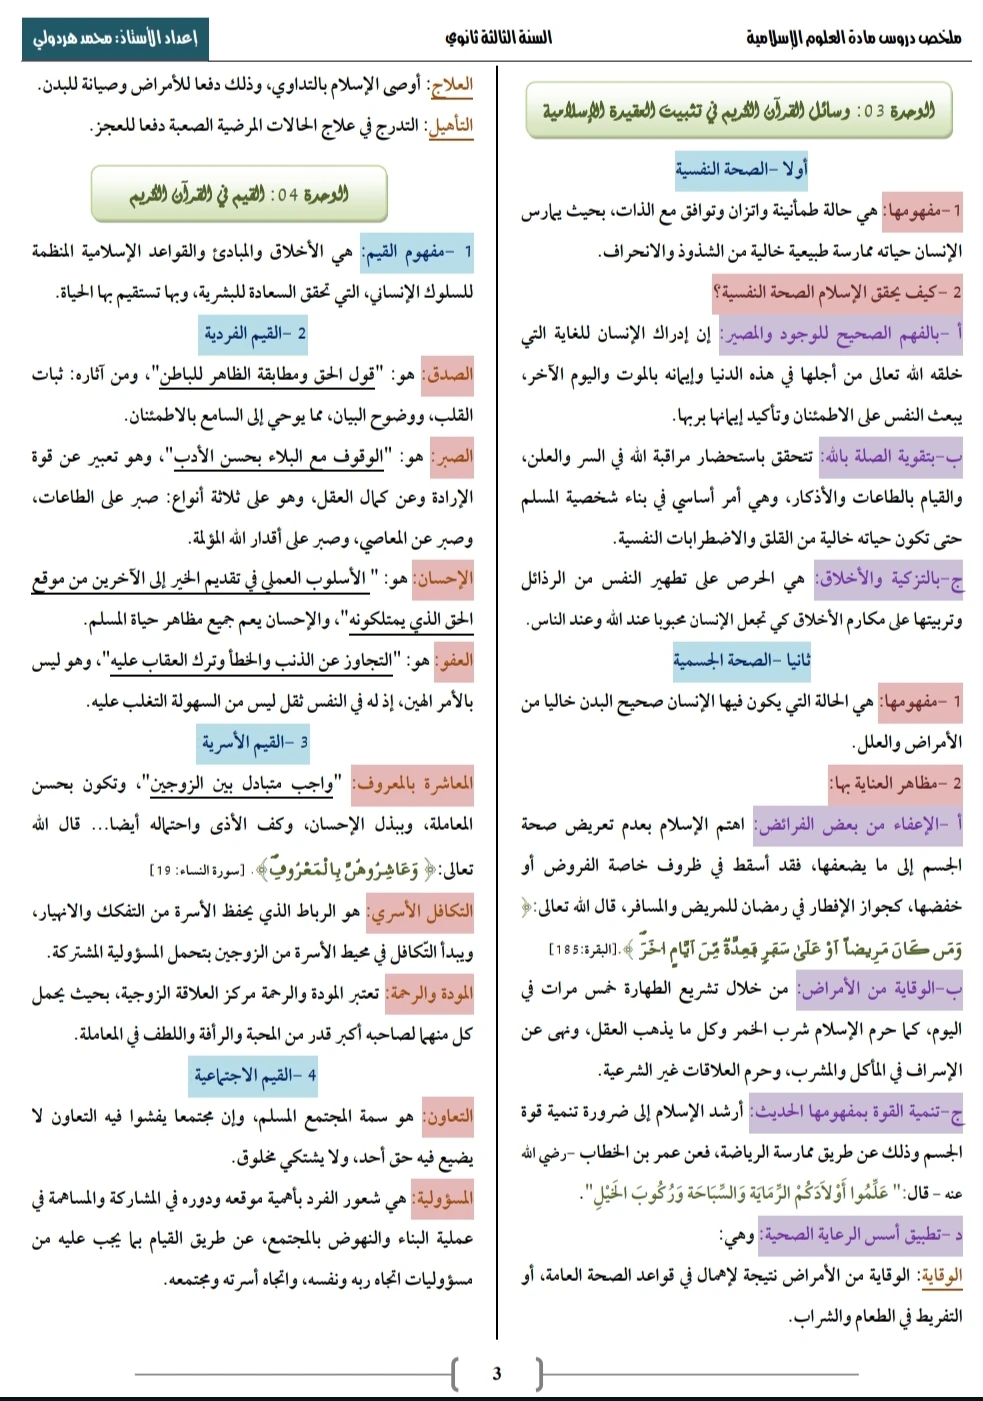 ملخص دروس مادة العلوم الإسلامية
السنة الثالثة ثانوي
إعداد الأستاذ: محمد هردولي
الوحدة 03: وسائل القرآن الكريم في تثبيت العقيدة الإسلامية
أولا –الصحة النفسية
1-مفهومها: هي حالة طمأنينة واتزان وتوافق مع الذات، بحيث يمارس
الإنسان حياته ممارسة طبيعية خالية من الشذوذ والانحراف.
2 –كيف يحقق الإسلام الصحة النفسية؟
أ –بالفهم الصحيح للوجود والمصير: إن إدراك الإنسان للغاية التي
خلقه الله تعالى من أجلها في هذه الدنيا وإيمانه بالموت واليوم الآخر،
يبعث النفس على الاطمئنان وتأكيد إيمانها بربها.
ب-بتقوية الصلة بالله: تتحقق باستحضار مراقبة الله في السر والعلن،
والقيام بالطاعات والأذكار، وهي أمر أساسي في بناء شخصية المسلم
حتى تكون حياته خالية من القلق والاضطرابات النفسية.
ج-بالتزكية والأخلاق: هي الحرص على تطهير النفس من الرذائل
وتربيتها على مكارم الأخلاق كي تجعل الإنسان محبوبا عند الله وعند الناس.
ثانيا –الصحة الجسمية
1 –مفهومها: هي الحالة التي يكون فيها الإنسان صحيح البدن خاليا من
الأمراض والعلل.
2 –مظاهر العناية بها:
أ –الإعفاء من بعض الفرائض: اهتم الإسلام بعدم تعريض صحة
الجسم إلى ما يضعفها، فقد أسقط في ظروف خاصة الفروض أو
خفضها، كجواز الإفطار في رمضان للمريض والمسافر، قال الله تعالى:﴿
وَمَن كَانَ مَرِيضاً اَوْ عَلَىٰ سَفَرٍ فَعِدَّةٌ مِّنَ اَيَّامٍ اخَرَ ﴾.[البقرة:185]
ب-الوقاية من الأمراض: من خلال تشريع الطهارة خمس مرات في
اليوم، كما حرم الإسلام شرب الخمر وكل ما يذهب العقل، ونهى عن
الإسراف في المأكل والمشرب، وحرم العلاقات غير الشرعية.
ج-تنمية القوة بمفهومها الحديث: أرشد الإسلام إلى ضرورة تنمية قوة
الجسم وذلك عن طريق ممارسة الرياضة، فعن عمر بن الخطاب –رضي الله
عنه – قال:" عَلِّمُوا أَوْلاَدَكُمْ الرِّمَايَةَ وَالسِّبَاحَةَ وَرُكُوبَ الخَيْلِ".
د –تطبيق أسس الرعاية الصحية: وهي:
الوقاية: الوقاية من الأمراض نتيجة لإهمال في قواعد الصحة العامة، أو
التفريط في الطعام والشراب.
العلاج: أوصى الإسلام بالتداوي، وذلك دفعا للأمراض وصيانة للبدن.
التأهيل: التدرج في علاج الحالات المرضية الصعبة دفعا للعجز.
الوحدة 04: القيم في القرآن الكريم
1 –مفهوم القيم: هي الأخلاق والمبادئ والقواعد الإسلامية المنظمة
للسلوك الإنساني، التي تحقق السعادة للبشرية، وبها تستقيم بها الحياة.
2 –القيم الفردية
الصدق: هو: "قول الحق ومطابقة الظاهر للباطن"، ومن آثاره: ثبات
القلب، ووضوح البيان، مما يوحي إلى السامع بالاطمئنان.
الصبر: هو: "الوقوف مع البلاء بحسن الأدب"، وهو تعبير عن قوة
الإرادة وعن كمال العقل، وهو على ثلاثة أنواع: صبر على الطاعات،
وصبر عن المعاصي، وصبر على أقدار الله المؤلمة.
الإحسان: هو: " الأسلوب العملي في تقديم الخير إلى الآخرين من موقع
الحق الذي يمتلكونه"، والإحسان يعم جميع مظاهر حياة المسلم.
العفو: هو: "التجاوز عن الذنب والخطأ وترك العقاب عليه"، وهو ليس
بالأمر الهين، إذ له في النفس ثقل ليس من السهولة التغلب عليه.
3 –القيم الأسرية
المعاشرة بالمعروف: "واجب متبادل بين الزوجين"، وتكون بحسن
المعاملة، وببذل الإحسان، وكف الأذى واحتماله أيضا... قال الله
تعالى:﴿ وَعَاشِرُوهُنَّ بِالْمَعْرُوفِ﴾. [سورة النساء: 19]
التكافل الأسري: هو الرباط الذي يحفظ الأسرة من التفكك والانهيار،
ويبدأ التّكافل في محيط الأسرة من الزوجين بتحمل المسؤولية المشتركة.
المودة والرحمة: تعتبر المودة والرحمة مركز العلاقة الزوجية، بحيث يحمل
كل منهما لصاحبه أكبر قدر من المحبة والرأفة واللطف في المعاملة.
4 –القيم الاجتماعية
التعاون: هو سمة المجتمع المسلم، وإن مجتمعا يفشوا فيه التعاون لا
يضيع فيه حق أحد، ولا يشتكي مخلوق.
المسؤولية: هي شعور الفرد بأهمية موقعه ودوره في المشاركة والمساهمة في
عملية البناء والنهوض بالمجتمع، عن طريق القيام بما يجب عليه من
مسؤوليات اتجاه ربه ونفسه، واتجاه أسرته ومجتمعه.
3